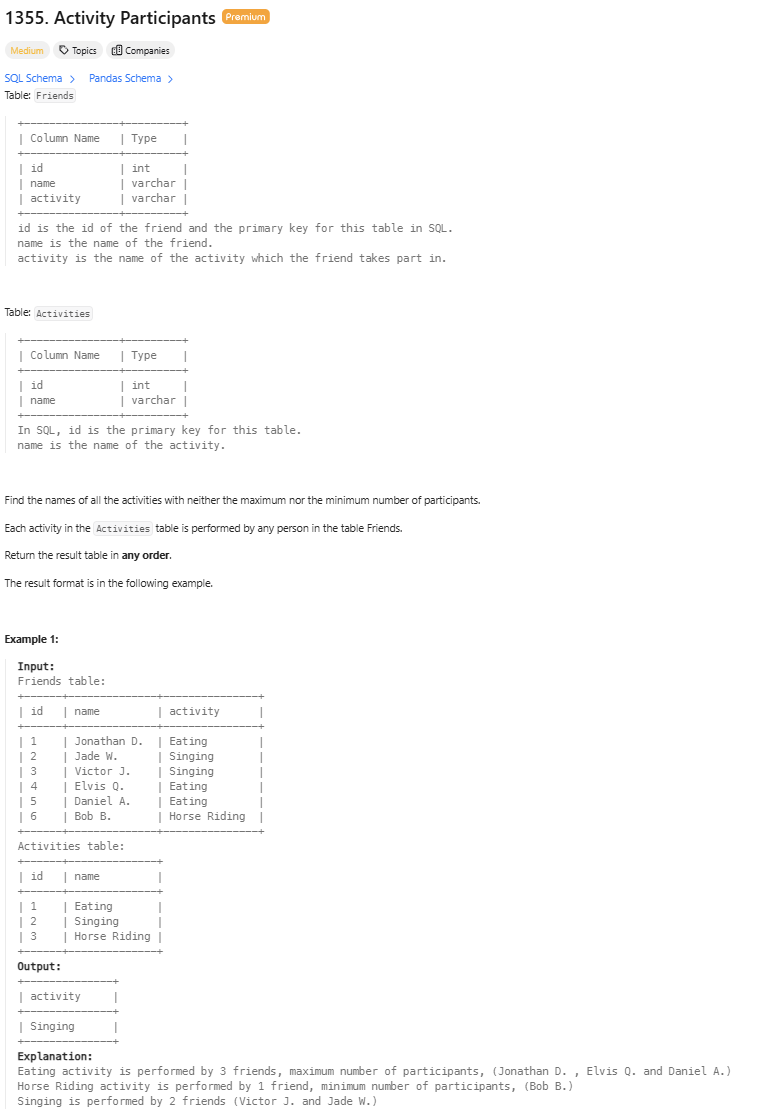 1355. Activity Participants Premium
Medium Topics Companies
SQL Schema > Pandas Schema >
Table: Friends
+---------------+---------+
| Column Name | Type |
+---------------+---------+
| id | int |
| name | varchar |
| activity | varchar |
+---------------+---------+
id is the id of the friend and the primary key for this table in SQL.
name is the name of the friend.
activity is the name of the activity which the friend takes part in.
Table: Activities
+---------------+---------+
| Column Name | Type |
+---------------+---------+
| id | int |
| name | varchar |
+---------------+---------+
In SQL, id is the primary key for this table.
name is the name of the activity.
Find the names of all the activities with neither the maximum nor the minimum number of participants.
Each activity in the Activities table is performed by any person in the table Friends.
Return the result table in any order.
The result format is in the following example.
Example 1:
Input:
Friends table:
+------+--------------+---------------+
| id | name | activity |
+------+--------------+---------------+
| 1 | Jonathan D. | Eating |
| 2 | Jade W. | Singing |
| 3 | Victor J. | Singing |
| 4 | Elvis Q. | Eating |
| 5 | Daniel A. | Eating |
| 6 | Bob B. | Horse Riding |
+------+--------------+---------------+
Activities table:
+------+--------------+
| id | name |
+------+--------------+
| 1 | Eating |
| 2 | Singing |
| 3 | Horse Riding |
+------+--------------+
Output:
+--------------+
| activity |
+--------------+
| Singing |
+--------------+
Explanation:
Eating activity is performed by 3 friends, maximum number of participants, (Jonathan D. , Elvis Q. and Daniel A.)
Horse Riding activity is performed by 1 friend, minimum number of participants, (Bob B.)
Singing is performed by 2 friends (Victor J. and Jade W.)